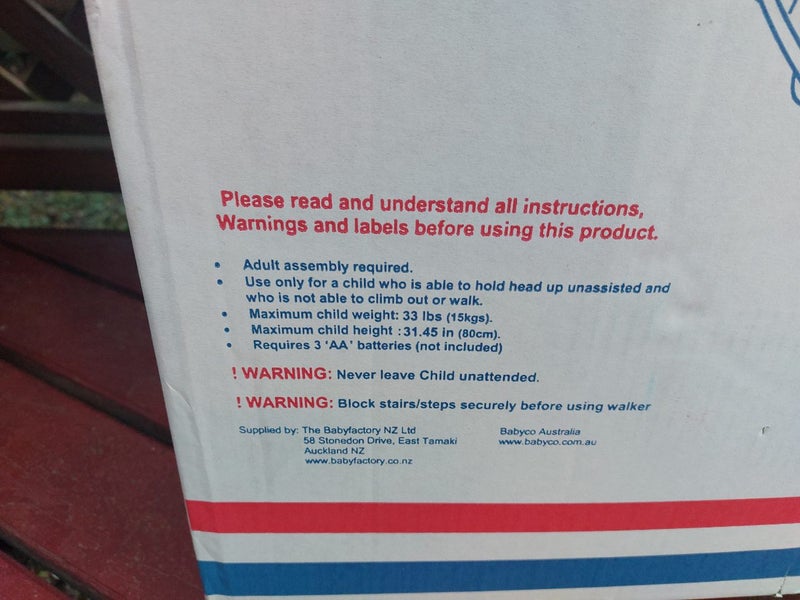 Please read and understand all instructions,
Warnings and labels before using this product.
• Adult assembly required.
• Use only for a child who is able to hold head up unassisted and
who is not able to climb out or walk.
• Maximum child weight: 33 lbs (15kgs).
• Maximum child height : 31.45 in (80cm).
• Requires 3 'AA' batteries (not included)
! WARNING: Never leave Child unattended.
! WARNING: Block stairs/steps securely before using walker
Supplied by: The Babyfactory NZ Ltd
58 Stonedon Drive, East Tamaki
Auckland NZ
www.babyfactory.co.nz
Babyco Australia
www.babyco.com.au